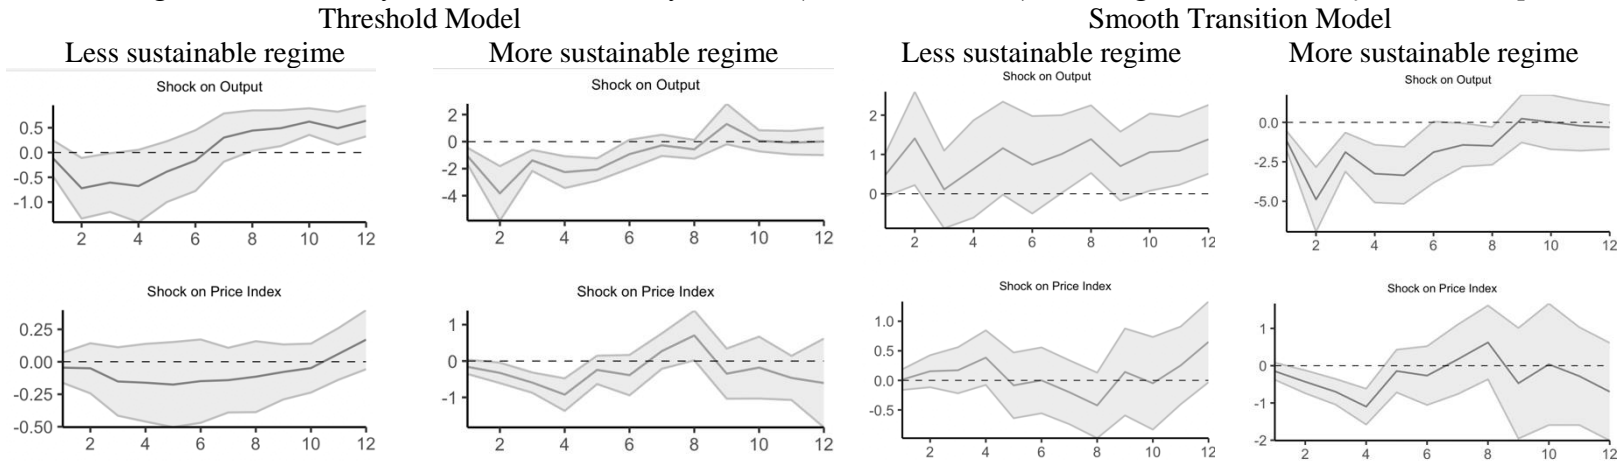 Threshold Model Smooth Transition Model
Less sustainable regime More sustainable regime Less sustainable regime More sustainable regime
Shock on Output Shock on Output Shock on Output Shock on Output
0.5 0.0 -0.5 -1.0
2 4 6 8 10 12
2 0 -2 -4
2 4 6 8 10 12
2 1 0
2 4 6 8 10 12
0.0 -2.5 -5.0
2 4 6 8 10 12
Shock on Price Index Shock on Price Index Shock on Price Index Shock on Price Index
0.25 0.00 -0.25 -0.50
2 4 6 8 10 12
1 0 -1
2 4 6 8 10 12
1.0 0.5 0.0 -0.5
2 4 6 8 10 12
1 0 -1 -2
2 4 6 8 10 12